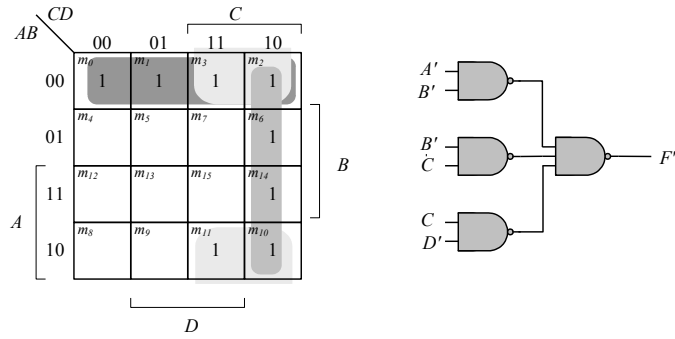 CD
C
AB
00 01 11 10
m0 m1 m3 m2
00 1 1 1 1
m4 m5 m7 m6
01 1
m12 m13 m15 m14
11 1
m8 m9 m11 m10
10 1 1
A
B
D
A′
B′
B′
C
C
D′
F′